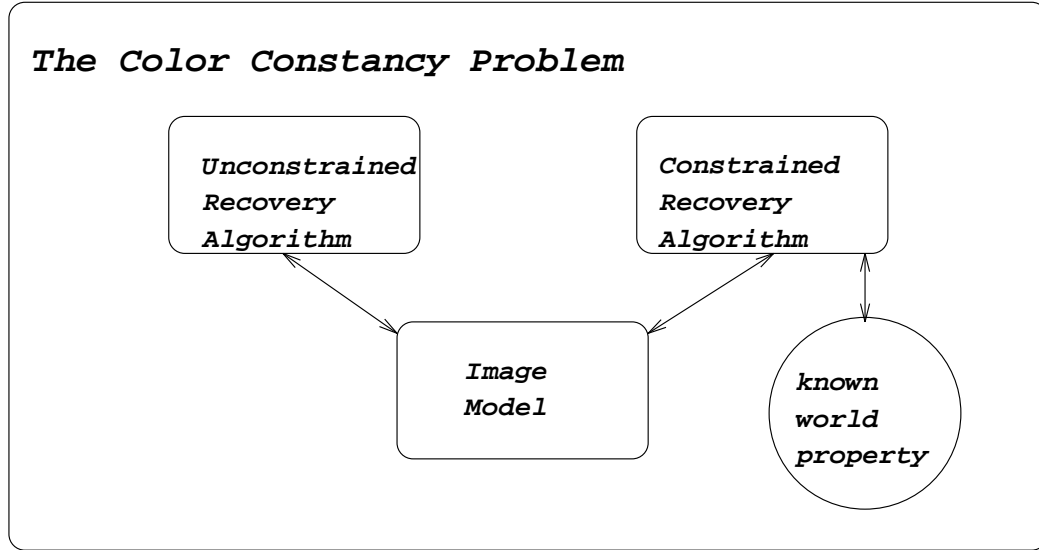 The Color Constancy Problem
Unconstrained
Recovery
Algorithm
Constrained
Recovery
Algorithm
Image
Model
known
world
property